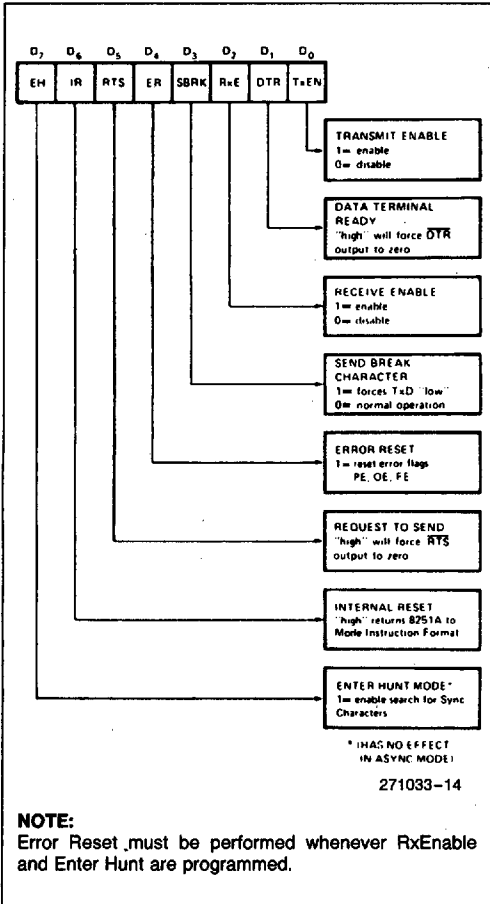 D7 D6 D5 D4 D3 D2 D1 D0
EH IR RTS ER SBRK RxE DTR TxEN
TRANSMIT ENABLE
1 = enable
0 = disable
DATA TERMINAL
READY
"high" will force DTR
output to zero
RECEIVE ENABLE
1 = enable
0 = disable
SEND BREAK
CHARACTER
1 = forces TxD "low"
0 = normal operation
ERROR RESET
1 = reset error flags
PE, OE, FE
REQUEST TO SEND
"high" will force RTS
output to zero
INTERNAL RESET
"high" returns 8251A to
Mode Instruction Format
ENTER HUNT MODE*
1 = enable search for Sync
Characters
* (HAS NO EFFECT
IN ASYNC MODE)
271033-14
NOTE:
Error Reset must be performed whenever RxEnable
and Enter Hunt are programmed.